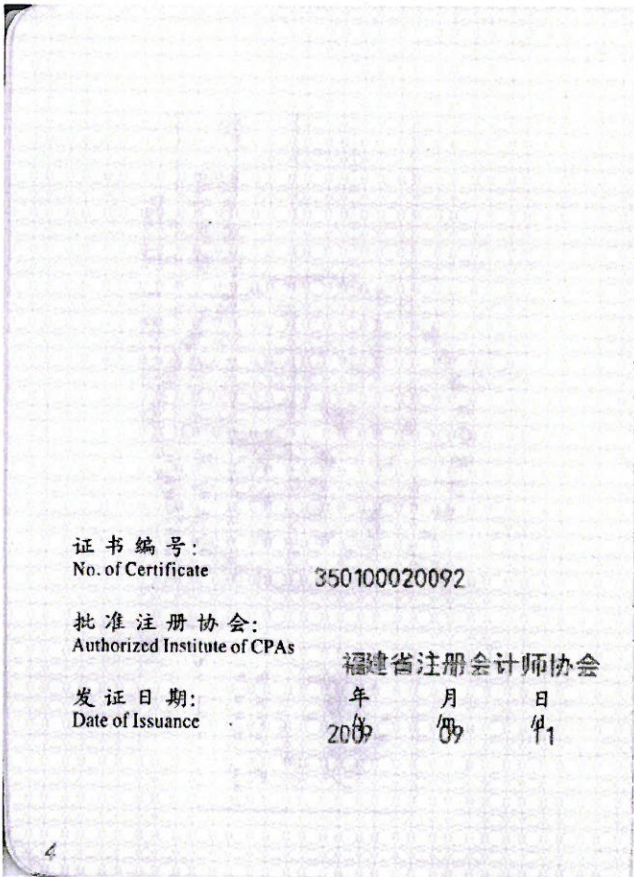 证书编号:
No. of Certificate 350100020092
批准注册协会:
Authorized Institute of CPAs
福建省注册会计师协会
发证日期: 年 月 日
Date of Issuance /y /m /d
2009 09 11
4